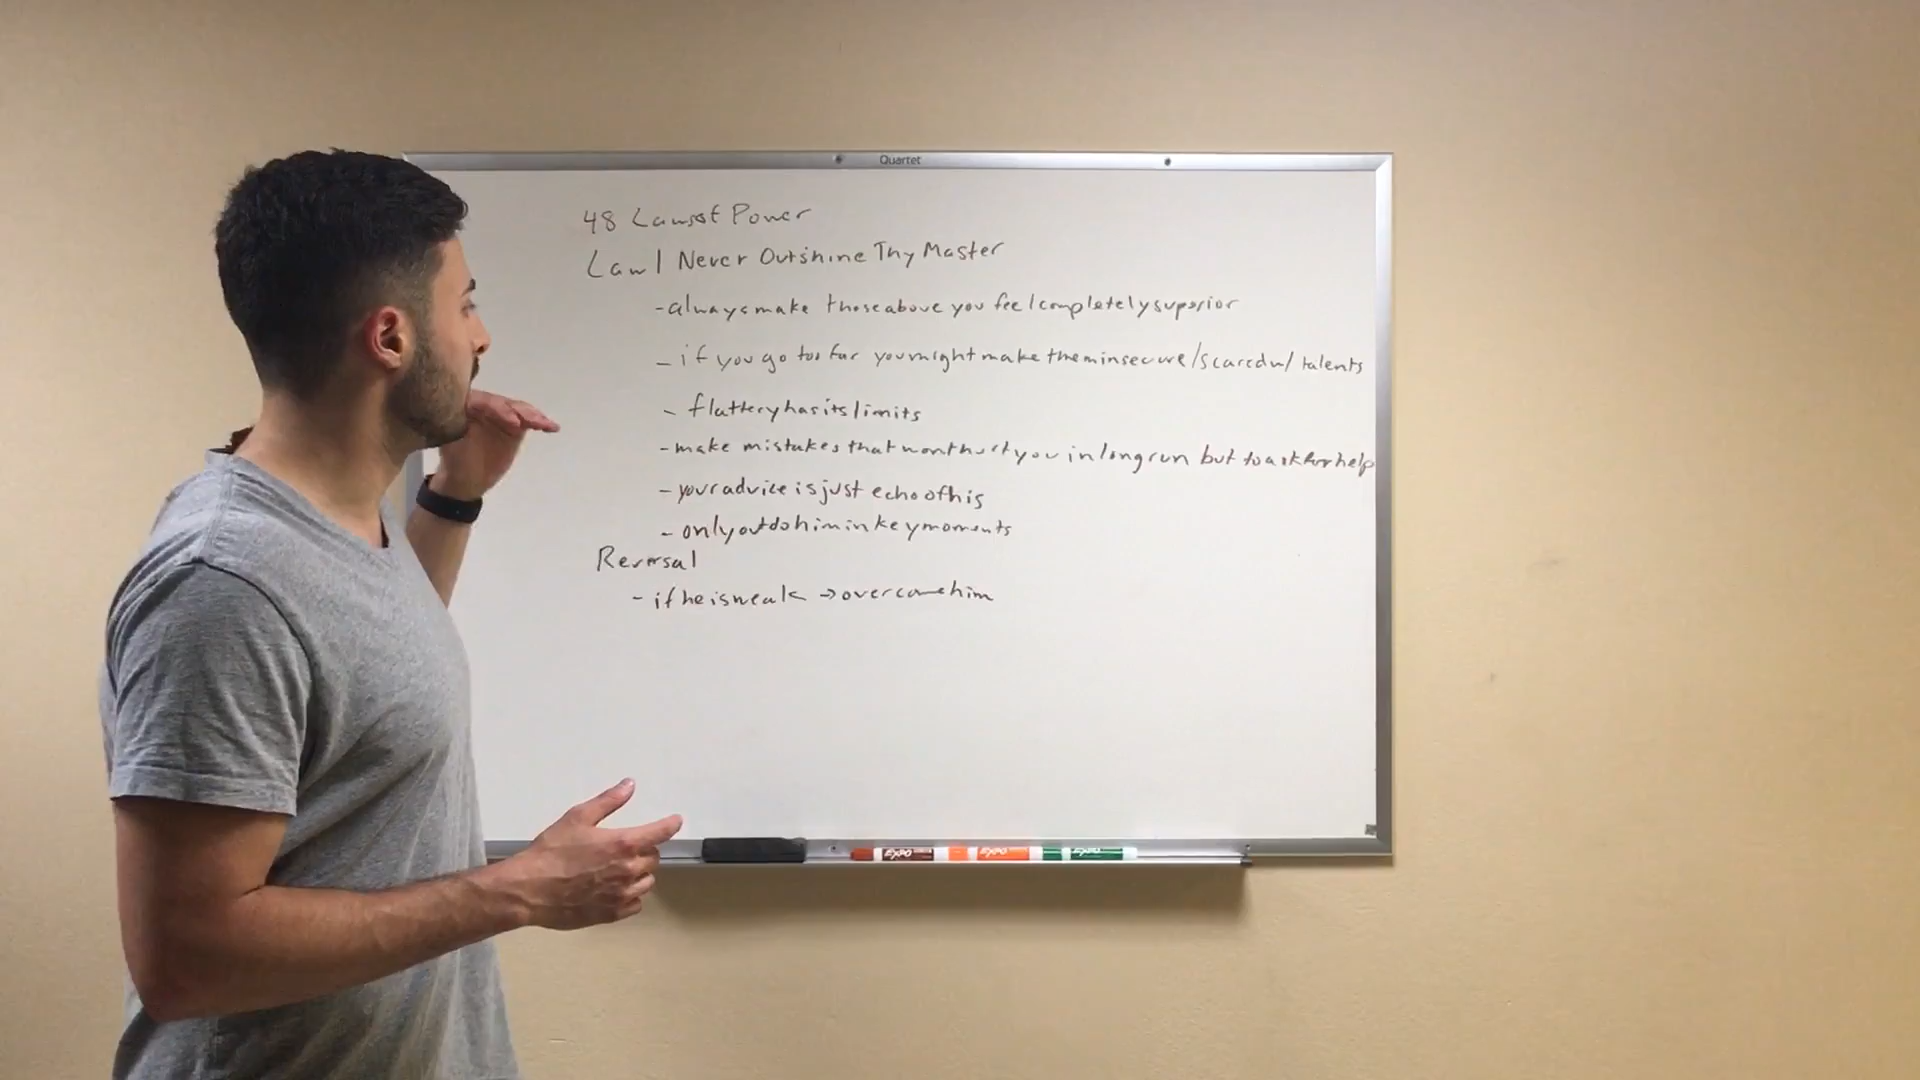 Quartet
48 Laws of Power
Law 1 Never Outshine Thy Master
- always make those above you feel completely superior
- if you go too far you might make them insecure/scared w/ talents
- flattery has its limits
- make mistakes that wont hurt you in long run but to ask for help
- your advice is just echo of his
- only outdo him in key moments
Reversal
- if he is weak → overcome him
EXPO EXPO EXPO